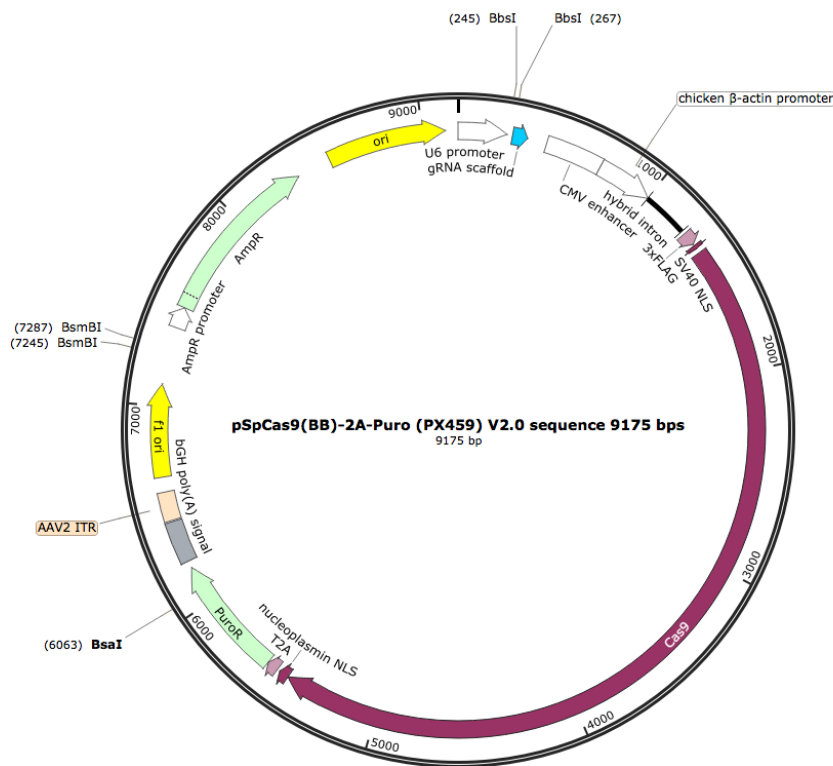 (245) BbsI
BbsI (267)
chicken β-actin promoter
9000
ori
U6 promoter
gRNA scaffold
1000
CMV enhancer
hybrid intron
3xFLAG
SV40 NLS
8000
AmpR
AmpR promoter
(7287) BsmBI
(7245) BsmBI
2000
7000
pSpCas9(BB)-2A-Puro (PX459) V2.0 sequence 9175 bps
9175 bp
f1 ori
bGH poly(A) signal
AAV2 ITR
3000
(6063) BsaI
6000
PuroR
T2A
nucleoplasmin NLS
Cas9
4000
5000